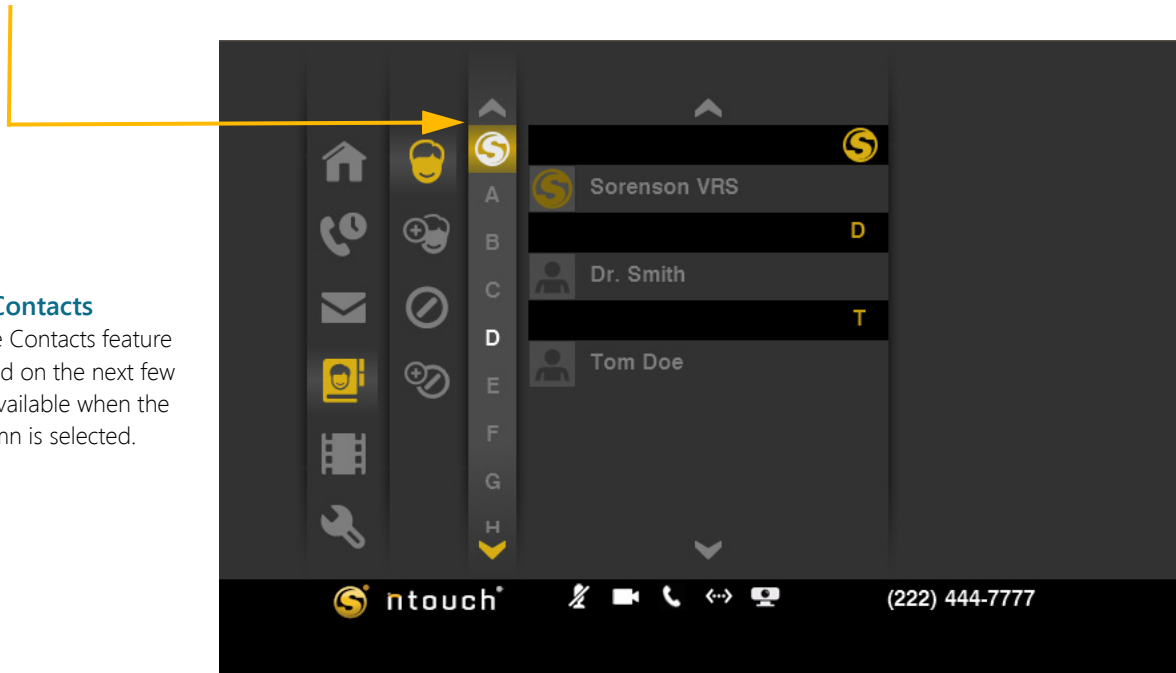 Contacts
Contacts feature
d on the next few
vailable when the
mn is selected.
A
B
C
D
E
F
G
H
Sorenson VRS
D
Dr. Smith
T
Tom Doe
ntouch®
(222) 444-7777